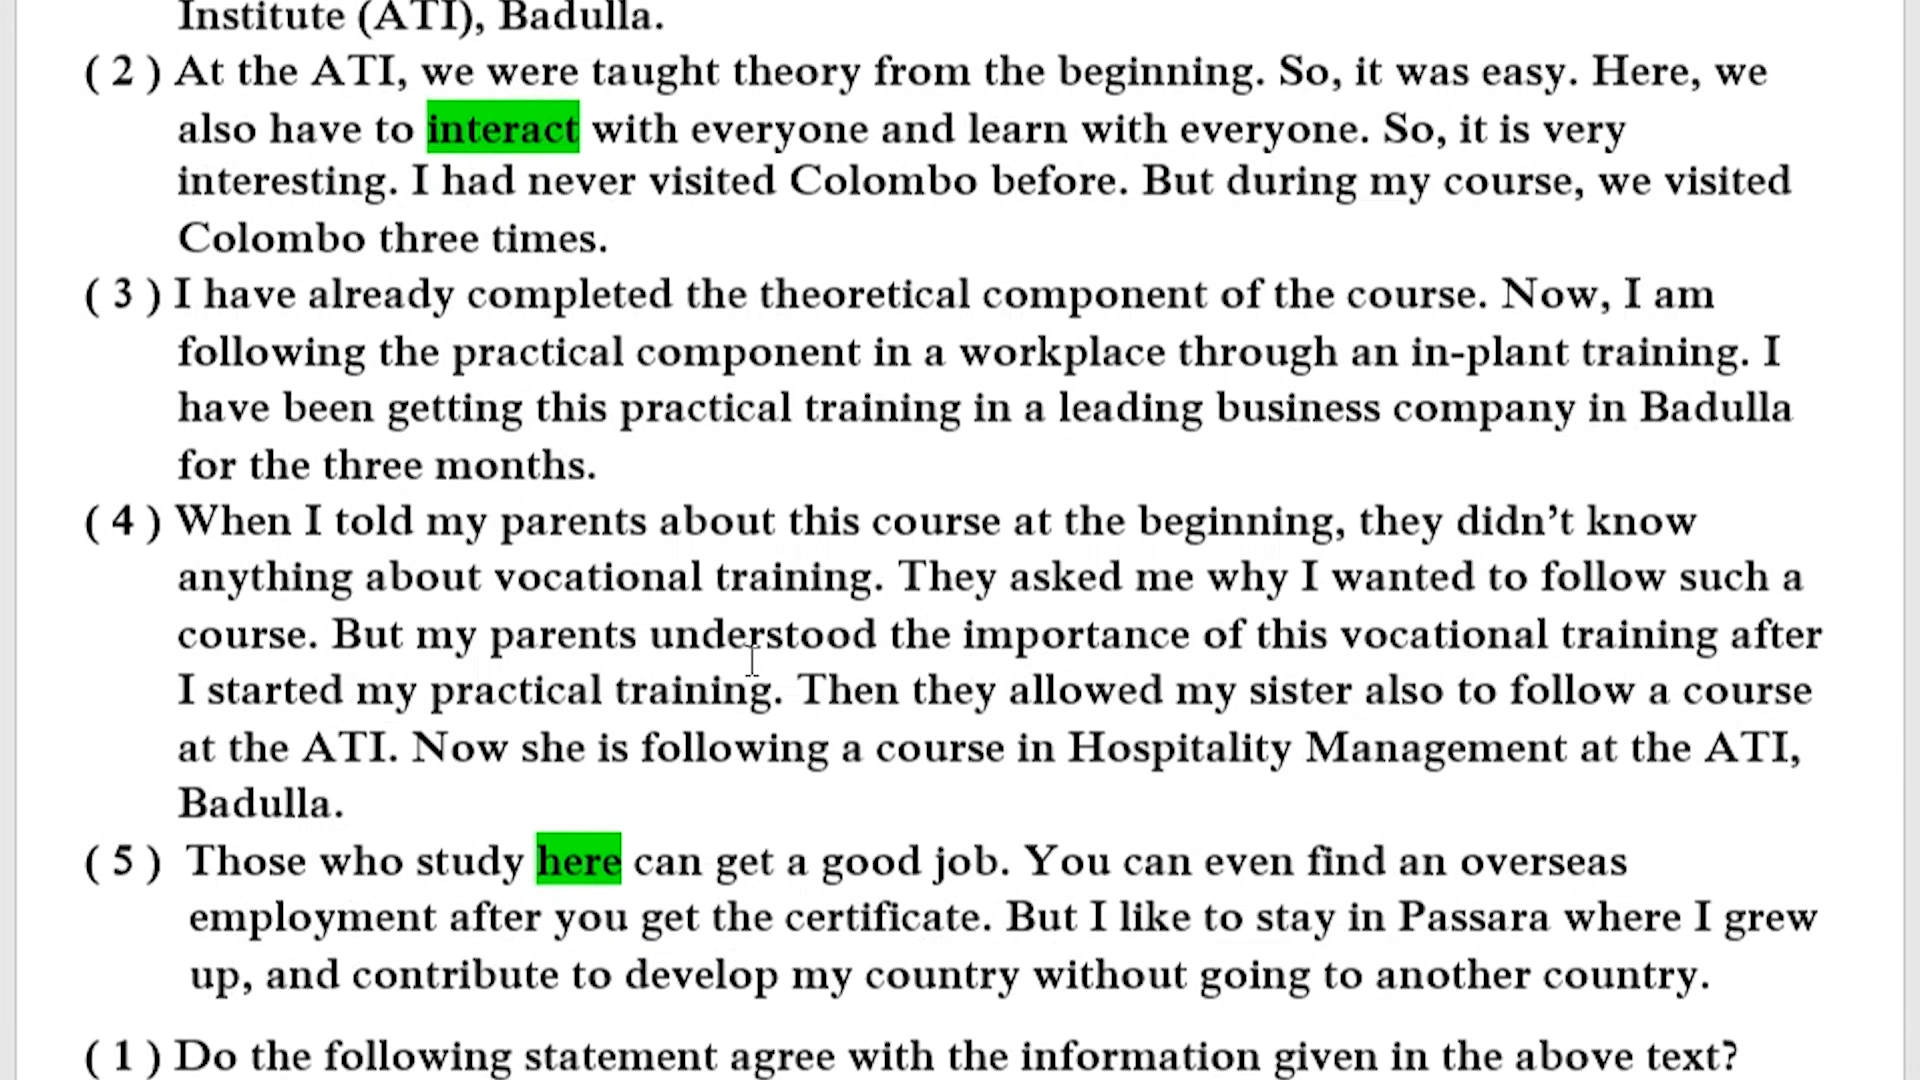 Institute (ATI), Badulla.
( 2 ) At the ATI, we were taught theory from the beginning. So, it was easy. Here, we
also have to interact with everyone and learn with everyone. So, it is very
interesting. I had never visited Colombo before. But during my course, we visited
Colombo three times.
( 3 ) I have already completed the theoretical component of the course. Now, I am
following the practical component in a workplace through an in-plant training. I
have been getting this practical training in a leading business company in Badulla
for the three months.
( 4 ) When I told my parents about this course at the beginning, they didn’t know
anything about vocational training. They asked me why I wanted to follow such a
course. But my parents understood the importance of this vocational training after
I started my practical training. Then they allowed my sister also to follow a course
at the ATI. Now she is following a course in Hospitality Management at the ATI,
Badulla.
( 5 ) Those who study here can get a good job. You can even find an overseas
employment after you get the certificate. But I like to stay in Passara where I grew
up, and contribute to develop my country without going to another country.
( 1 ) Do the following statement agree with the information given in the above text?